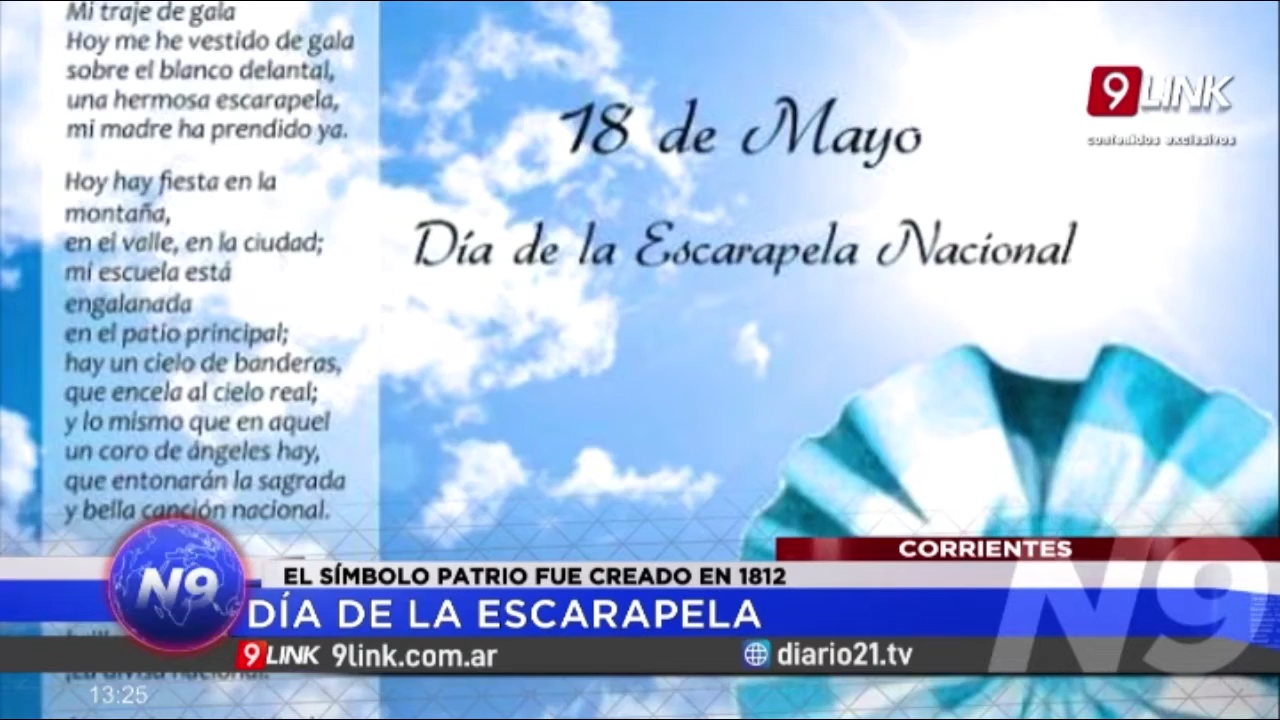 Mi traje de gala
Hoy me he vestido de gala
sobre el blanco delantal,
una hermosa escarapela,
mi madre ha prendido ya.
Hoy hay fiesta en la
montaña,
en el valle, en la ciudad;
mi escuela está
engalanada
en el patio principal;
hay un cielo de banderas,
que encela al cielo real;
y lo mismo que en aquel
un coro de ángeles hay,
que entonarán la sagrada
y bella canción nacional.
18 de Mayo
Día de la Escarapela Nacional
9 LINK
contenidos exclusivos
CORRIENTES
N9
EL SÍMBOLO PATRIO FUE CREADO EN 1812
N9
DÍA DE LA ESCARAPELA
9 LINK 9link.com.ar
diario21.tv
13:25